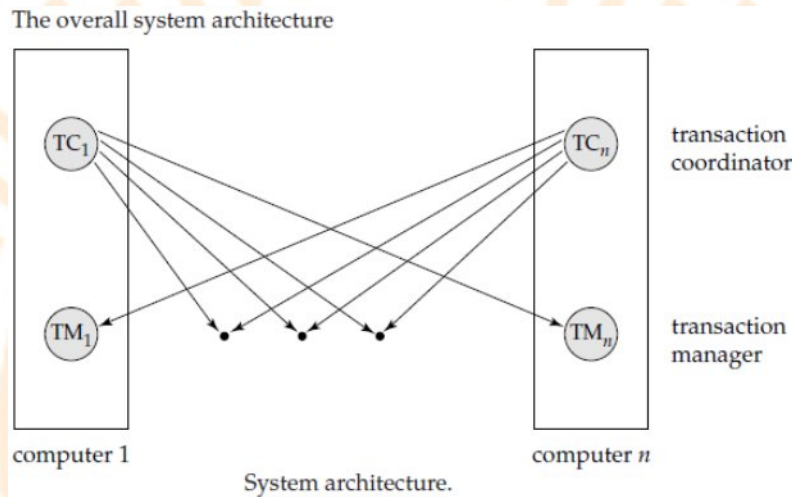 The overall system architecture
TC1
TCn
transaction
coordinator
TM1
TMn
transaction
manager
computer 1
computer n
System architecture.